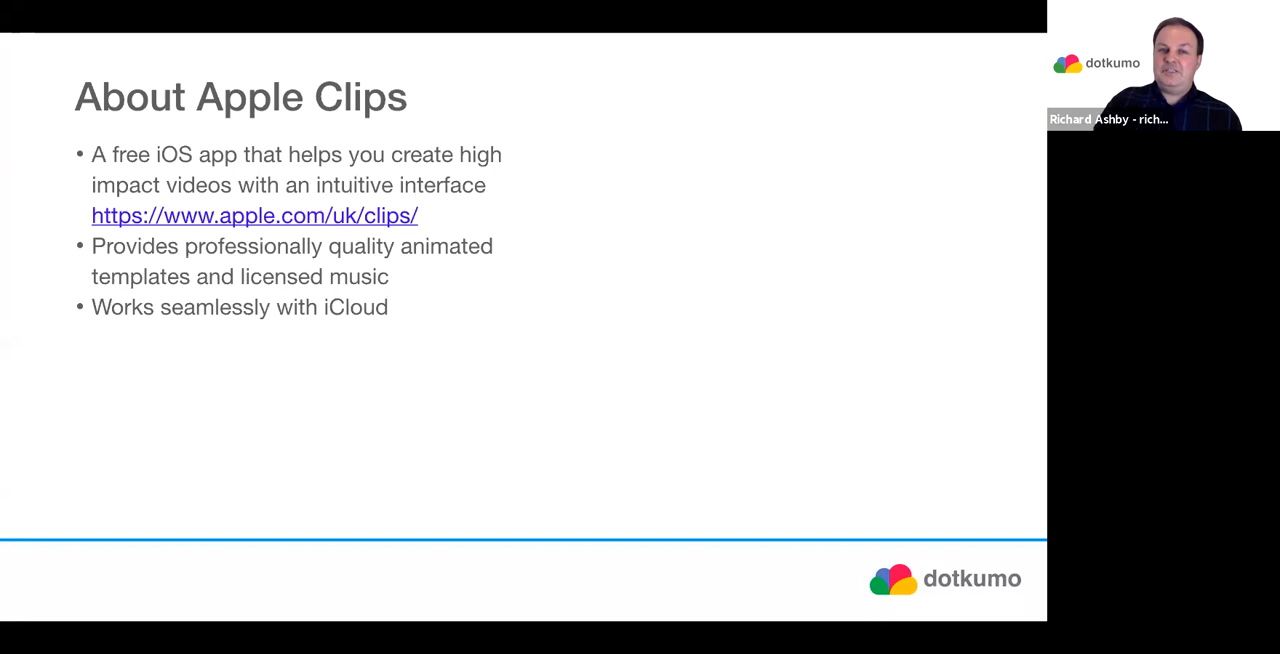 About Apple Clips
• A free iOS app that helps you create high
impact videos with an intuitive interface
https://www.apple.com/uk/clips/
• Provides professionally quality animated
templates and licensed music
• Works seamlessly with iCloud
dotkumo
dotkumo
Richard Ashby - rich...